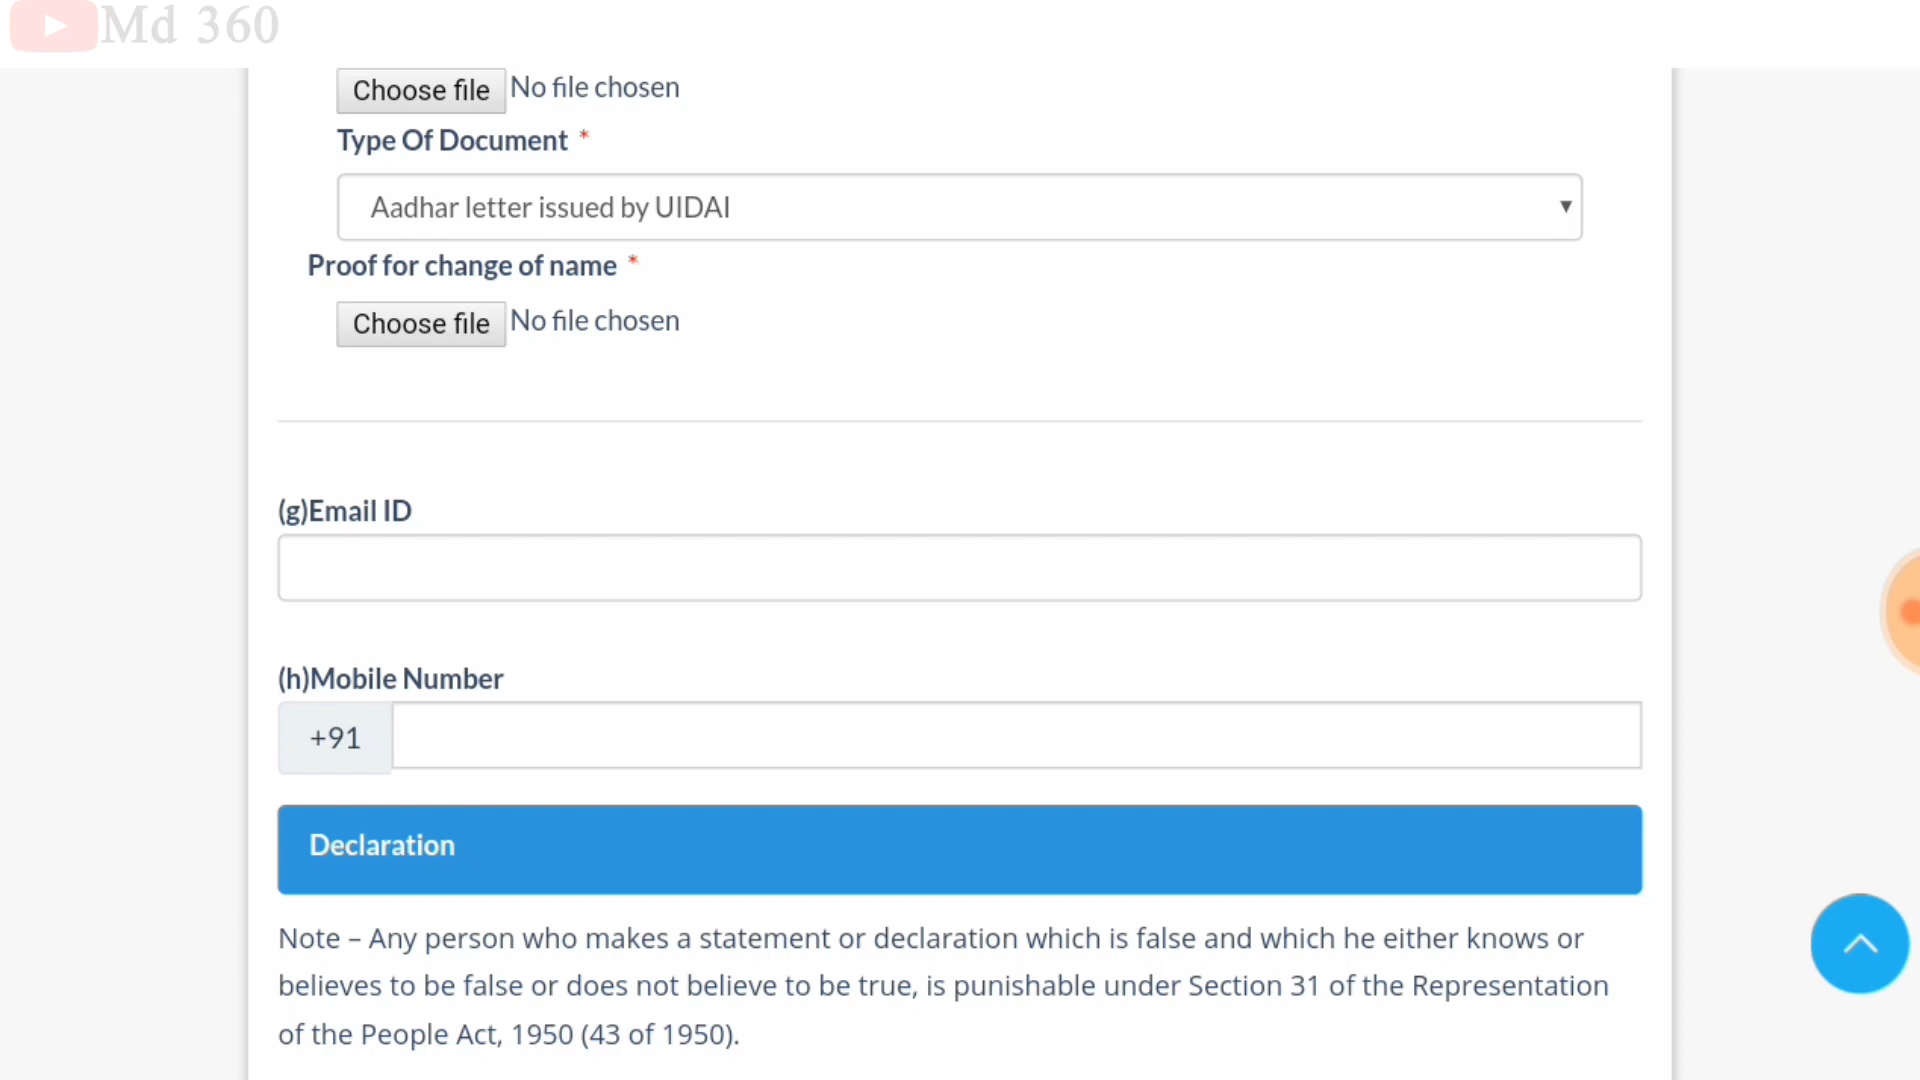 Md 360
Choose file No file chosen
Type Of Document *
Aadhar letter issued by UIDAI
Proof for change of name *
Choose file No file chosen
(g)Email ID
(h)Mobile Number
+91
Declaration
Note – Any person who makes a statement or declaration which is false and which he either knows or
believes to be false or does not believe to be true, is punishable under Section 31 of the Representation
of the People Act, 1950 (43 of 1950).